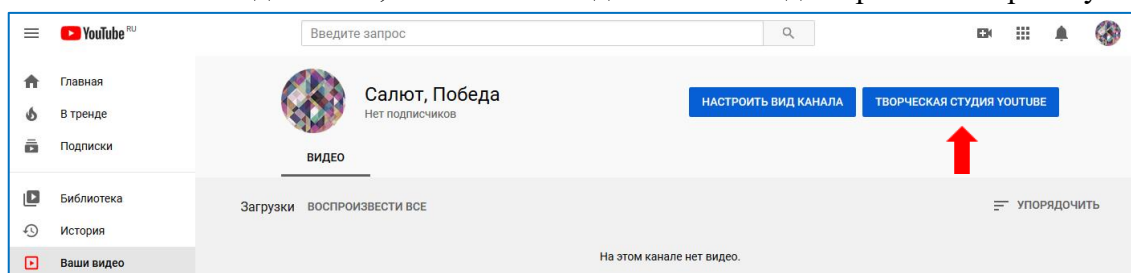 YouTube RU
Введите запрос
Главная
В тренде
Подписки
Библиотека
История
Ваши видео
Салют, Победа
Нет подписчиков
НАСТРОИТЬ ВИД КАНАЛА
ТВОРЧЕСКАЯ СТУДИЯ YOUTUBE
ВИДЕО
Загрузки ВОСПРОИЗВЕСТИ ВСЕ
УПОРЯДОЧИТЬ
На этом канале нет видео.